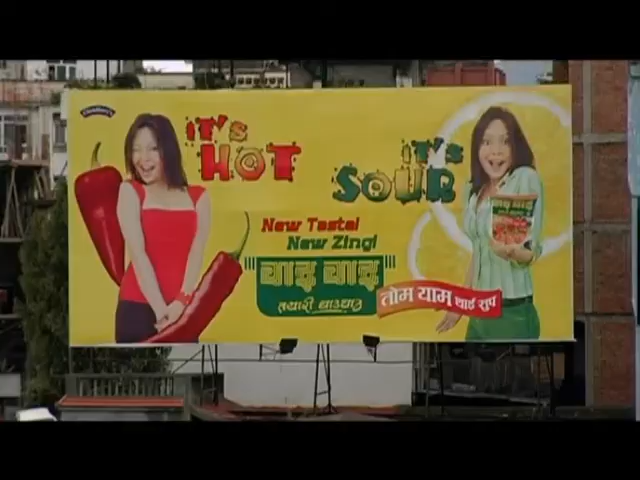 IT'S
HOT
IT'S
SOUR
New Taste!
New Zing!
वाइ वाइ
तयारी चाउचाउ
तोम याम थाई सुप
वाइ वाइ